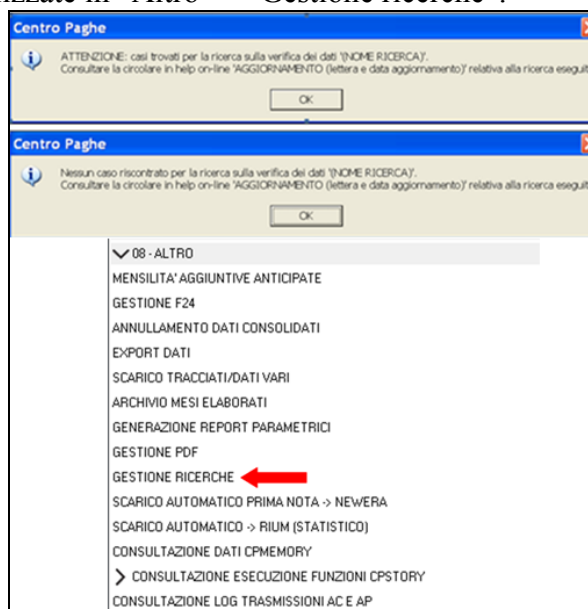 izzate in "Altro" – "Gestione ricerche".
Centro Paghe
ATTENZIONE: casi trovati per la ricerca sulla verifica dei dati '(NOME RICERCA)'.
Consultare la circolare in help on-line 'AGGIORNAMENTO (lettera e data aggiornamento)' relativa alla ricerca eseguit
OK
Centro Paghe
Nessun caso riscontrato per la ricerca sulla verifica dei dati '(NOME RICERCA)'.
Consultare la circolare in help on-line 'AGGIORNAMENTO (lettera e data aggiornamento)' relativa alla ricerca eseguit
OK
08 - ALTRO
MENSILITA' AGGIUNTIVE ANTICIPATE
GESTIONE F24
ANNULLAMENTO DATI CONSOLIDATI
EXPORT DATI
SCARICO TRACCIATI/DATI VARI
ARCHIVIO MESI ELABORATI
GENERAZIONE REPORT PARAMETRICI
GESTIONE PDF
GESTIONE RICERCHE
SCARICO AUTOMATICO PRIMA NOTA -> NEWERA
SCARICO AUTOMATICO -> RIUM (STATISTICO)
CONSULTAZIONE DATI CPMEMORY
CONSULTAZIONE ESECUZIONE FUNZIONI CPSTORY
CONSULTAZIONE LOG TRASMISSIONI AC E AP